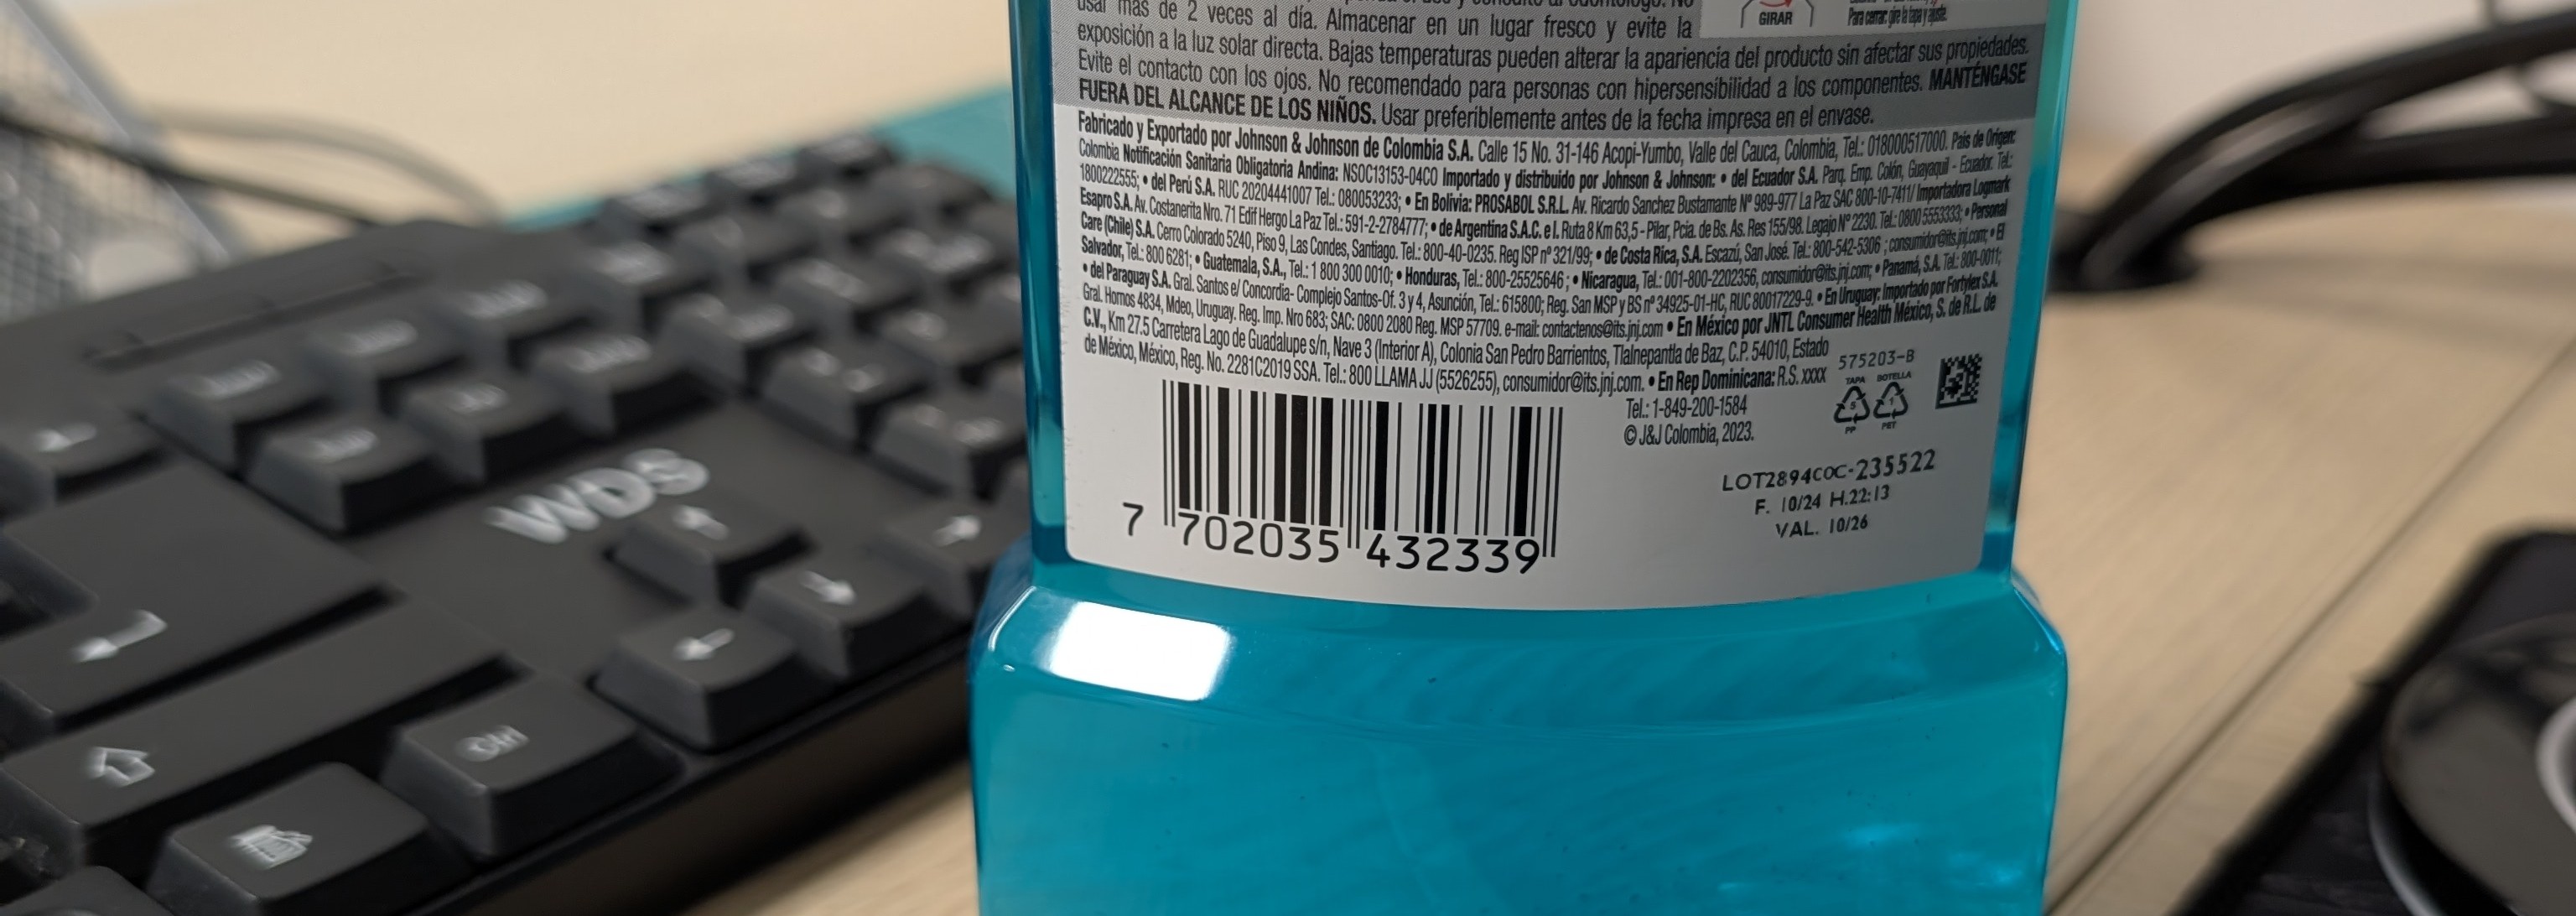 usar más de 2 veces al día. Almacenar en un lugar fresco y evite la
exposición a la luz solar directa. Bajas temperaturas pueden alterar la apariencia del producto sin afectar sus propiedades.
Evite el contacto con los ojos. No recomendado para personas con hipersensibilidad a los componentes. MANTÉNGASE
FUERA DEL ALCANCE DE LOS NIÑOS. Usar preferiblemente antes de la fecha impresa en el envase.
GIRAR
Para cerrar: gire la tapa y ajuste.
Fabricado y Exportado por Johnson & Johnson de Colombia S.A. Calle 15 No. 31-146 Acopi-Yumbo, Valle del Cauca, Colombia, Tel.: 018000517000. País de Origen:
Colombia Notificación Sanitaria Obligatoria Andina: NSOC13153-04CO Importado y distribuido por Johnson & Johnson: • del Ecuador S.A. Parq. Emp. Colón, Guayaquil - Ecuador. Tel.:
1800222555; • del Perú S.A. RUC 20204441007 Tel.: 080053233; • En Bolivia: PROSABOL S.R.L. Av. Ricardo Sanchez Bustamante N° 989-977 La Paz SAC 800-10-7411/ Importadora Logmark
Esapro S.A. Av. Costanerita Nro. 71 Edif Hergo La Paz Tel.: 591-2-2784777; • de Argentina S.A.C. e I. Ruta 8 Km 63,5 - Pilar, Pcia. de Bs. As. Res 155/98. Legajo N° 2230. Tel.: 0800 5553333; • Personal
Care (Chile) S.A. Cerro Colorado 5240, Piso 9, Las Condes, Santiago. Tel.: 800-40-0235. Reg ISP n° 321/99; • de Costa Rica, S.A. Escazú, San José. Tel.: 800-542-5306 ; consumidor@its.jnj.com; • El
Salvador, Tel.: 800 6281; • Guatemala, S.A., Tel.: 1 800 300 0010; • Honduras, Tel.: 800-25525646 ; • Nicaragua, Tel.: 001-800-2202356, consumidor@its.jnj.com; • Panamá, S.A. Tel.: 800-0011;
• del Paraguay S.A. Gral. Santos e/ Concordia- Complejo Santos-Of. 3 y 4, Asunción, Tel.: 615800; Reg. San MSP y BS n° 34925-01-HC, RUC 80017229-9. • En Uruguay: Importado por Fortylex S.A.
Gral. Hornos 4834, Mdeo, Uruguay. Reg. Imp. Nro 683; SAC: 0800 2080 Reg. MSP 57709. e-mail: contactenos@its.jnj.com • En México por JNTL Consumer Health México, S. de R.L. de
C.V., Km 27.5 Carretera Lago de Guadalupe s/n, Nave 3 (Interior A), Colonia San Pedro Barrientos, Tlalnepantla de Baz, C.P. 54010, Estado
de México, México, Reg. No. 2281C2019 SSA. Tel.: 800 LLAMA JJ (5526255), consumidor@its.jnj.com. • En Rep Dominicana: R.S. xxxx
Tel.: 1-849-200-1584
© J&J Colombia, 2023.
575203-B
TAPA BOTELLA
5 1
PP PET
LOT2894COC-235522
F. 10/24 H.22:13
VAL. 10/26
7 702035 432339
WDS
Ctrl